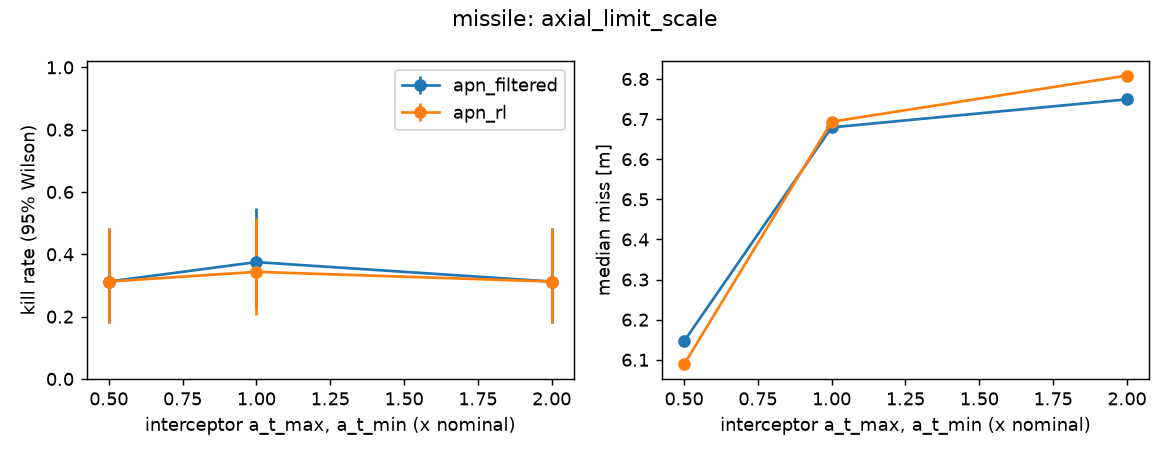 missile: axial_limit_scale
kill rate (95% Wilson)
1.0
0.8
0.6
0.4
0.2
0.0
apn_filtered
apn_rl
0.50 0.75 1.00 1.25 1.50 1.75 2.00
interceptor a_t_max, a_t_min (x nominal)
median miss [m]
6.8
6.7
6.6
6.5
6.4
6.3
6.2
6.1
0.50 0.75 1.00 1.25 1.50 1.75 2.00
interceptor a_t_max, a_t_min (x nominal)